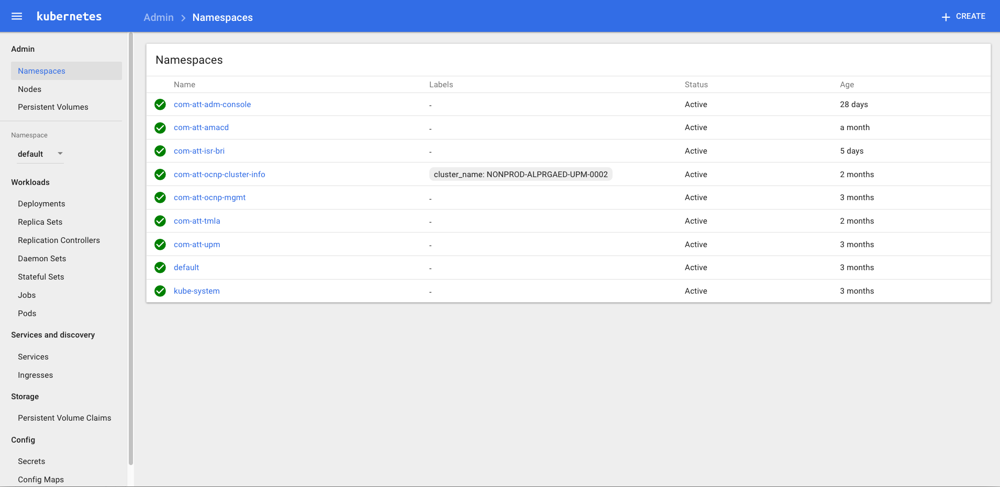 kubernetes
Admin > Namespaces
+ CREATE
Admin
Namespaces
Nodes
Persistent Volumes
Namespace
default
Workloads
Deployments
Replica Sets
Replication Controllers
Daemon Sets
Stateful Sets
Jobs
Pods
Services and discovery
Services
Ingresses
Storage
Persistent Volume Claims
Config
Secrets
Config Maps
Namespaces
Name Labels Status Age
com-att-adm-console - Active 28 days
com-att-amacd - Active a month
com-att-isr-bri - Active 5 days
com-att-ocnp-cluster-info cluster_name: NONPROD-ALPRGAED-UPM-0002 Active 2 months
com-att-ocnp-mgmt - Active 3 months
com-att-tmla - Active 2 months
com-att-upm - Active 3 months
default - Active 3 months
kube-system - Active 3 months